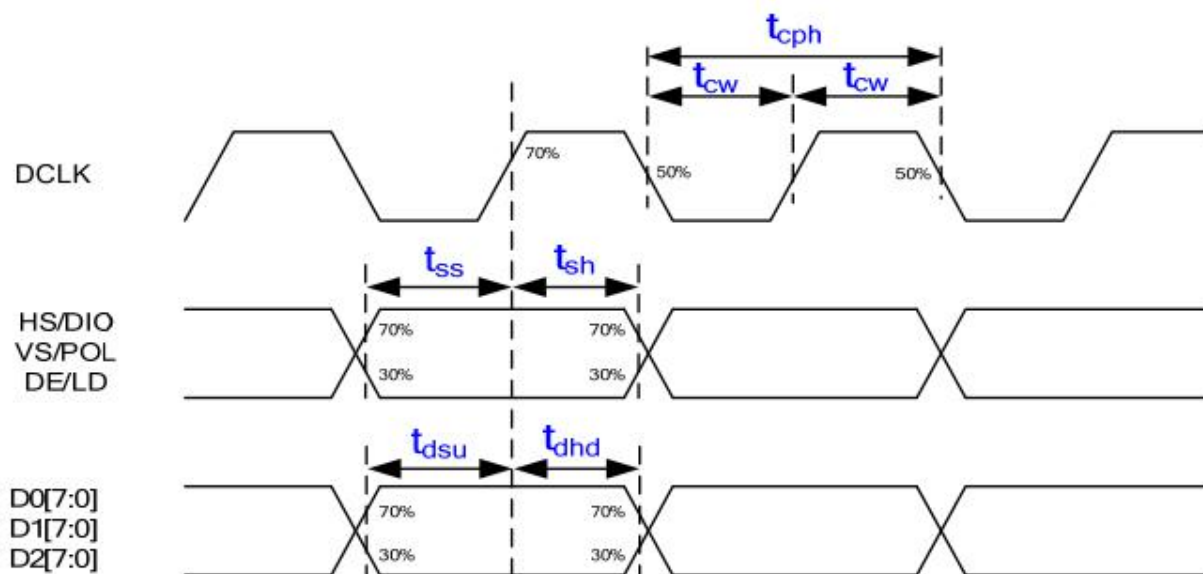 tcph
tcw tcw
DCLK
70%
50%
50%
tss tsh
HS/DIO
VS/POL
DE/LD
70% 70%
30% 30%
tdsu tdhd
D0[7:0]
D1[7:0]
D2[7:0]
70% 70%
30% 30%